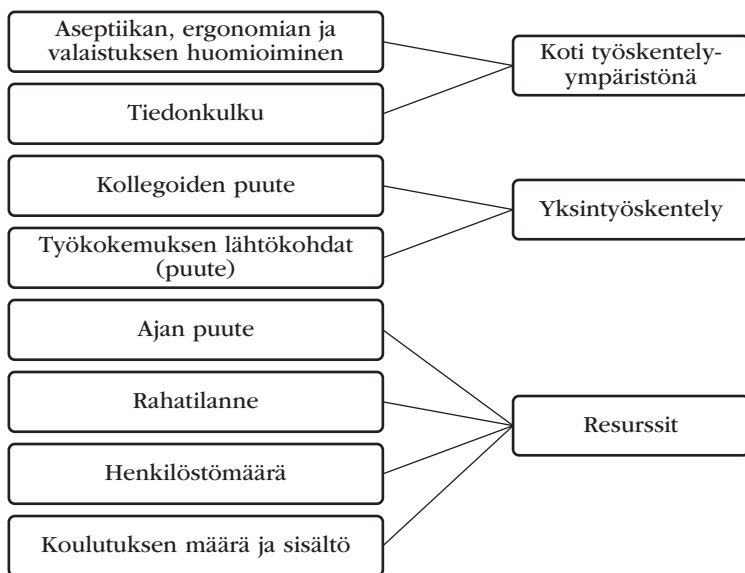 Aseptiikan, ergonomian ja
valaistuksen huomioiminen
Tiedonkulku
Koti työskentely-
ympäristönä
Kollegoiden puute
Työkokemuksen lähtökohdat
(puute)
Yksintyöskentely
Ajan puute
Rahatilanne
Henkilöstömäärä
Koulutuksen määrä ja sisältö
Resurssit